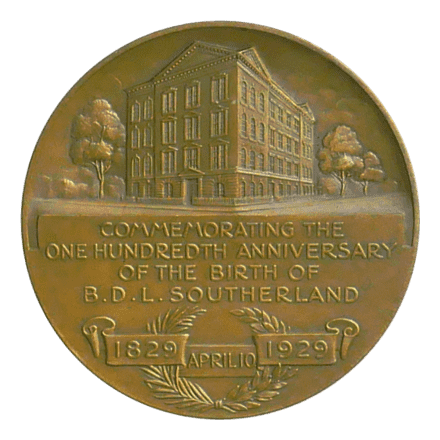 COMMEMORATING THE
ONE HUNDREDTH ANNIVERSARY
OF THE BIRTH OF
B.D.L. SOUTHERLAND
1829 APRIL 10 1929